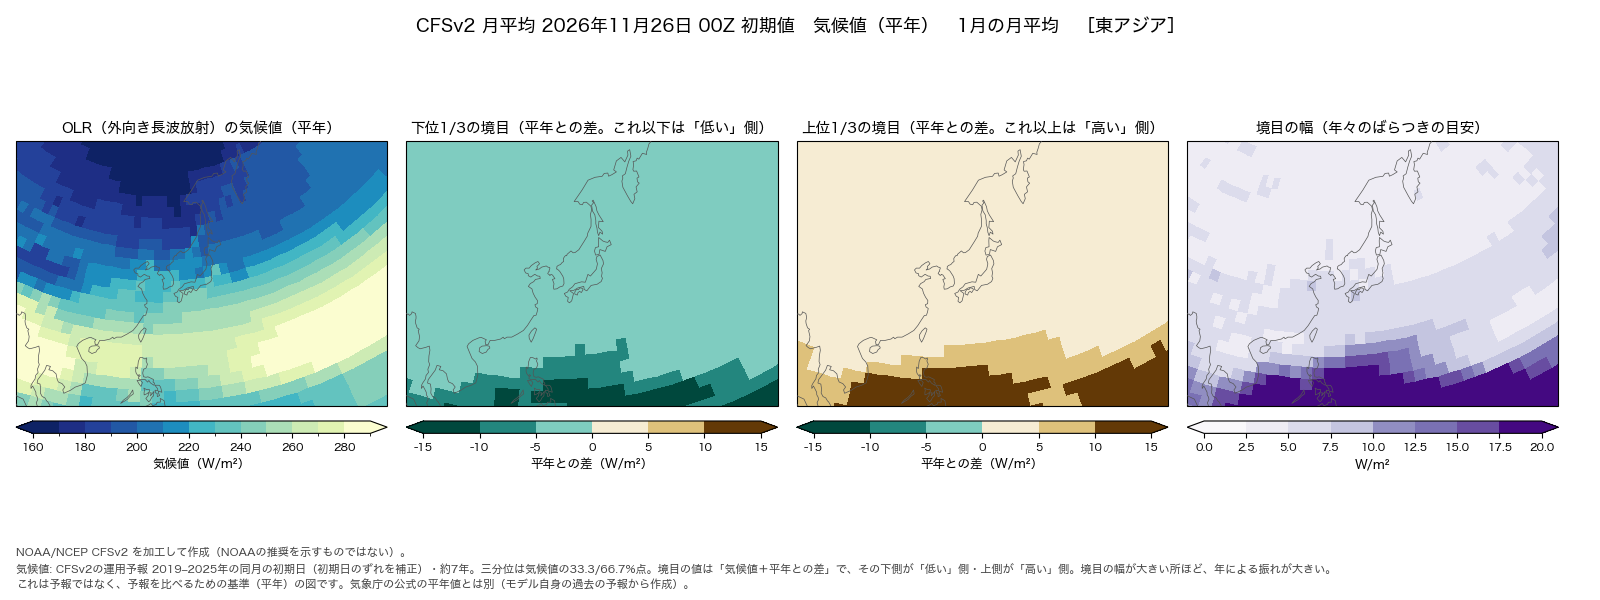 CFSv2 月平均 2026年11月26日 00Z 初期値　気候値（平年）　1月の月平均　［東アジア］
OLR（外向き長波放射）の気候値（平年）
下位1/3の境目（平年との差。これ以下は「低い」側）
上位1/3の境目（平年との差。これ以上は「高い」側）
境目の幅（年々のばらつきの目安）
160 180 200 220 240 260 280
-15 -10 -5 0 5 10 15
-15 -10 -5 0 5 10 15
0.0 2.5 5.0 7.5 10.0 12.5 15.0 17.5 20.0
気候値（W/m²）
平年との差（W/m²）
平年との差（W/m²）
W/m²
NOAA/NCEP CFSv2 を加工して作成（NOAAの推奨を示すものではない）。
気候値: CFSv2の運用予報 2019–2025年の同月の初期日（初期日のずれを補正）・約7年。三分位は気候値の33.3/66.7%点。境目の値は「気候値＋平年との差」で、その下側が「低い」側・上側が「高い」側。境目の幅が大きい所ほど、年による振れが大きい。
これは予報ではなく、予報を比べるための基準（平年）の図です。気象庁の公式の平年値とは別（モデル自身の過去の予報から作成）。